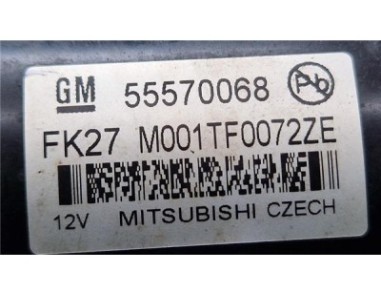 GM 55570068 Pb
FK27 M001TF0072ZE
12V MITSUBISHI CZECH